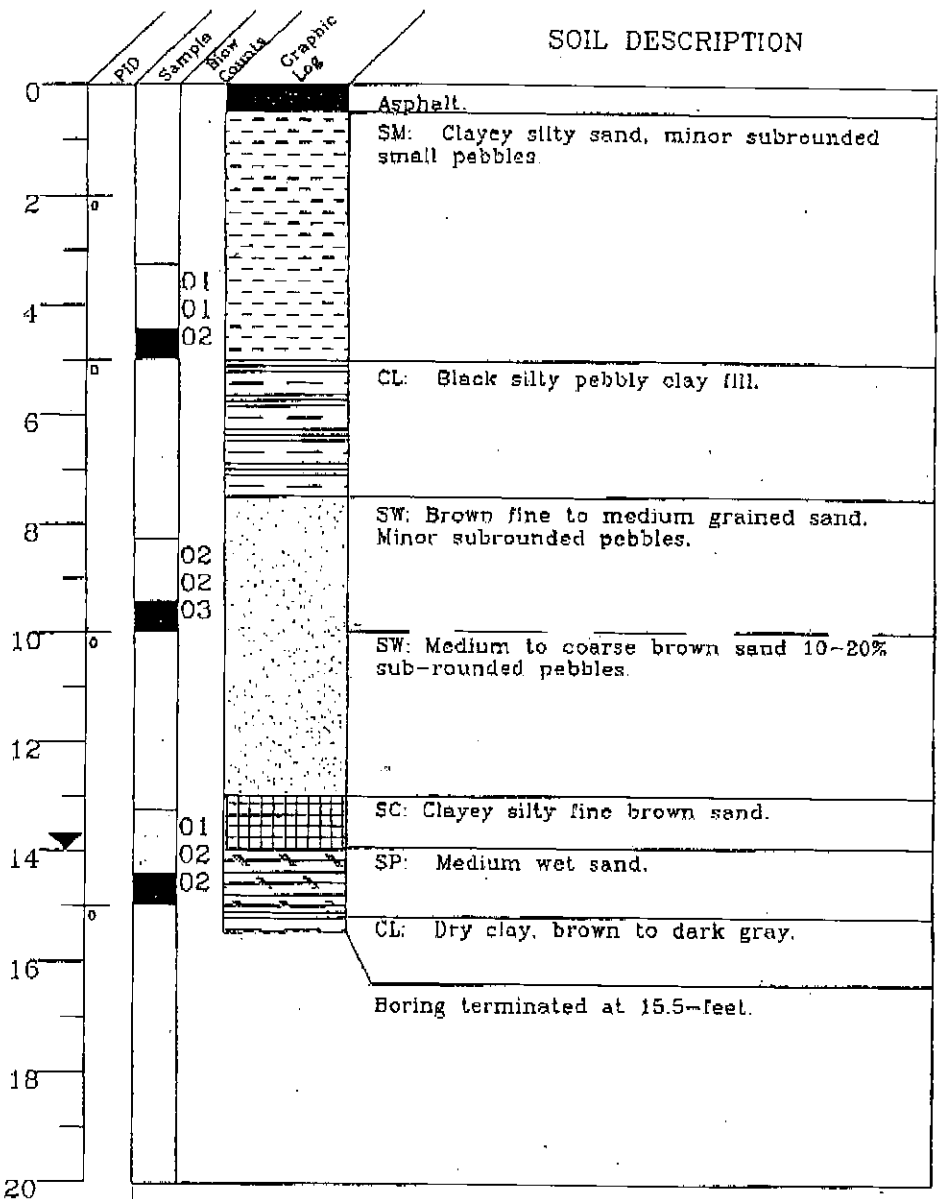 PID Sample Blow Counts Graphic Log
SOIL DESCRIPTION
0
Asphalt.
SM: Clayey silty sand, minor subrounded
small pebbles.
2
0
01
4
01
02
0
CL: Black silty pebbly clay fill.
6
SW: Brown fine to medium grained sand.
8
Minor subrounded pebbles.
02
02
03
10
0
SW: Medium to coarse brown sand 10~20%
sub-rounded pebbles.
12
SC: Clayey silty fine brown sand.
01
14
02
SP: Medium wet sand.
02
0
CL: Dry clay, brown to dark gray.
16
Boring terminated at 15.5-feet.
18
20